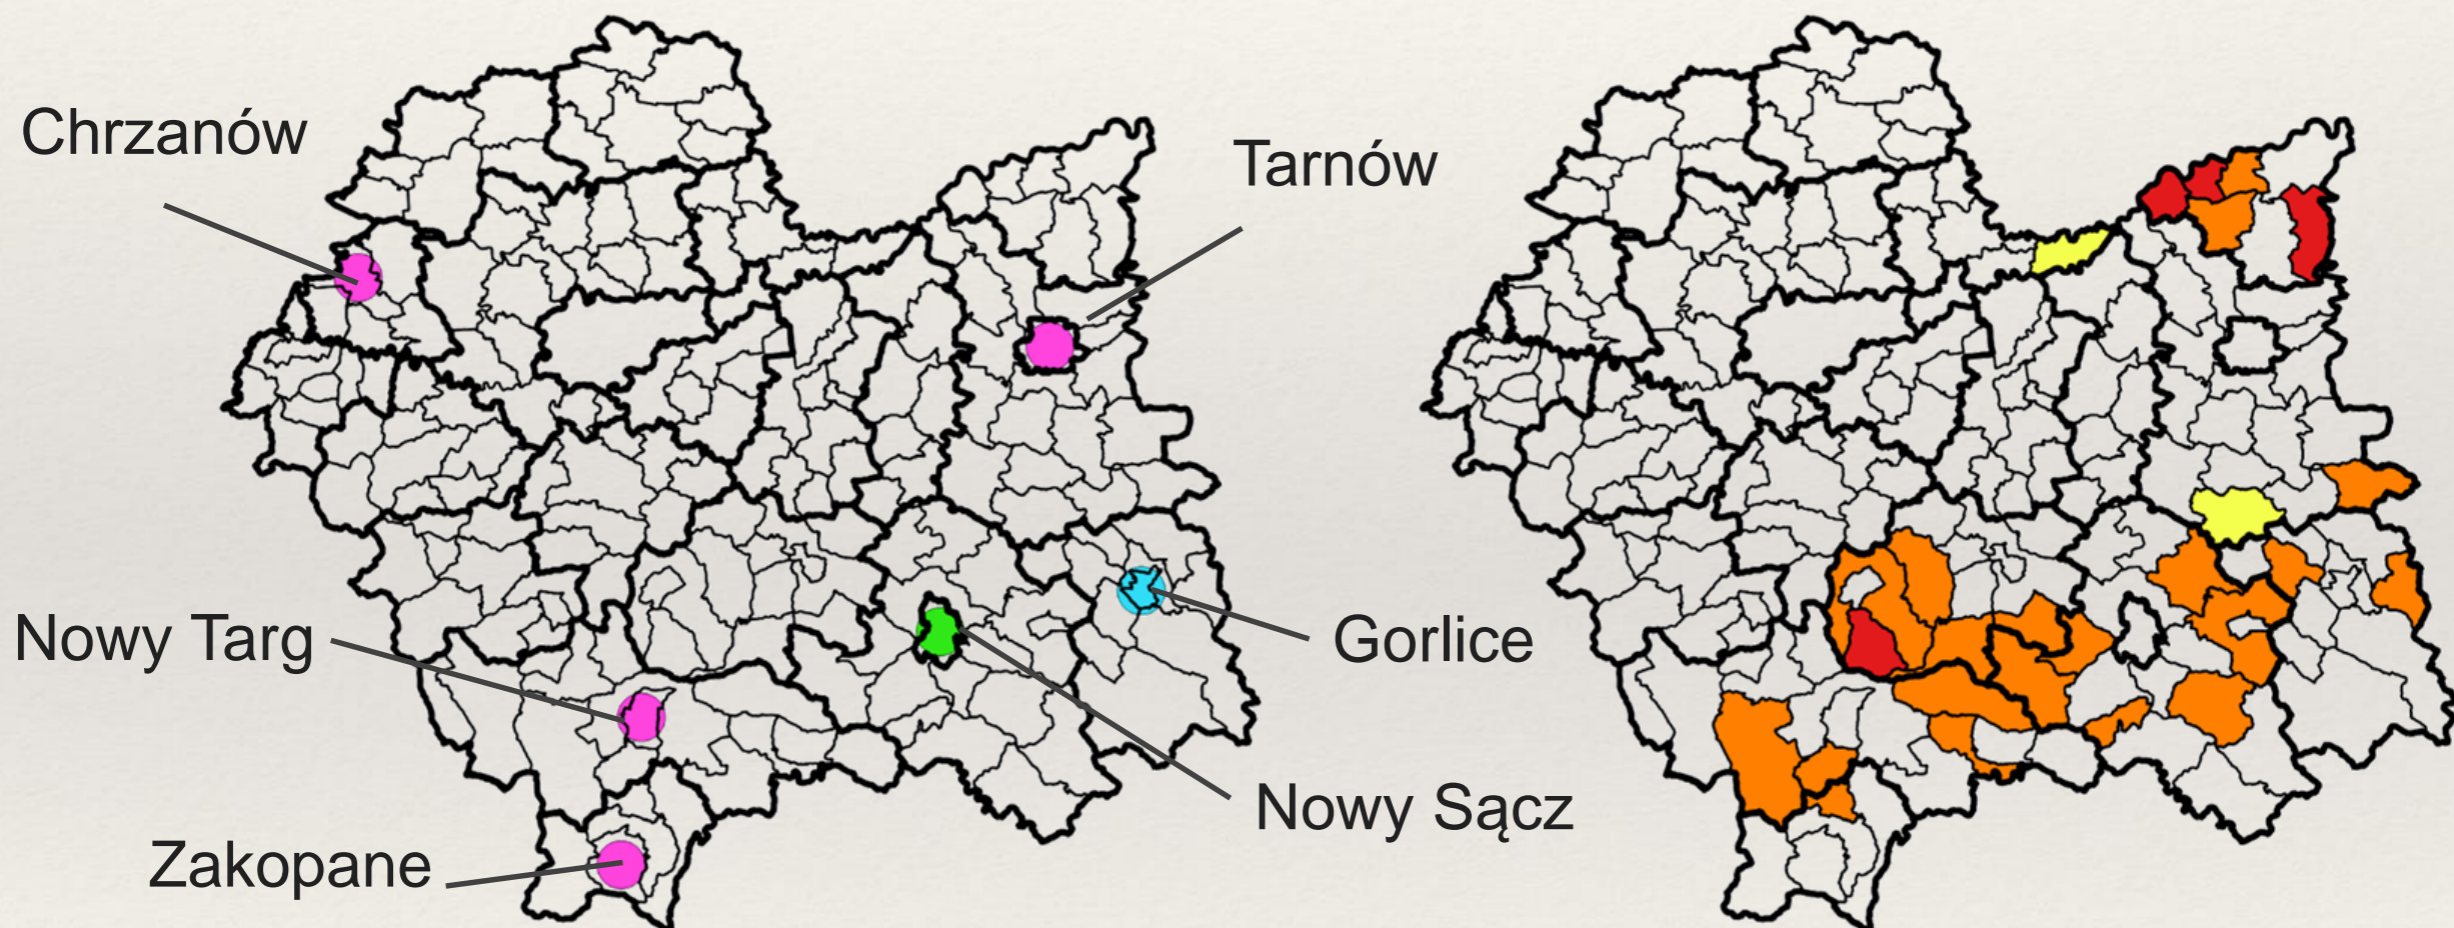 Chrzanów
Tarnów
Nowy Targ
Gorlice
Nowy Sącz
Zakopane